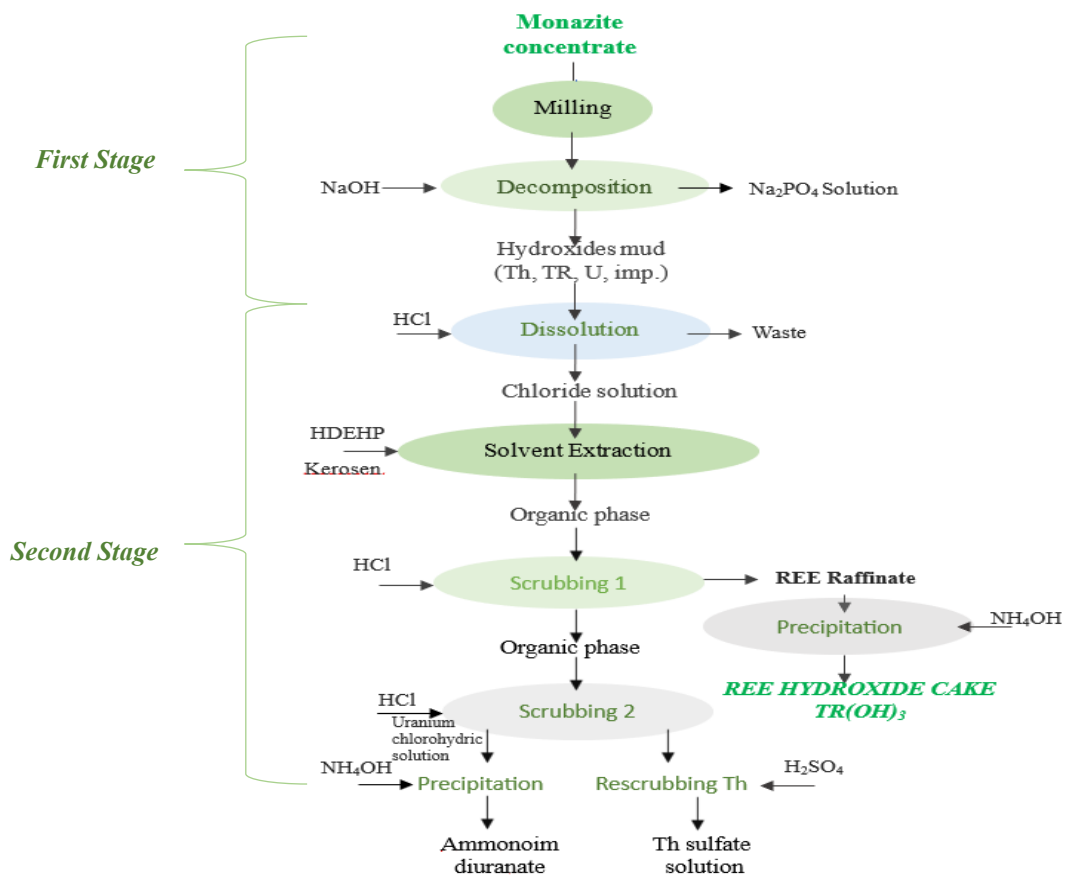 Monazite
concentrate
Milling
First Stage
NaOH
Decomposition
Na₂PO₄ Solution
Hydroxides mud
(Th, TR, U, imp.)
HCl
Dissolution
Waste
Chloride solution
HDEHP
Kerosen.
Solvent Extraction
Organic phase
Second Stage
HCl
Scrubbing 1
REE Raffinate
NH₄OH
Precipitation
Organic phase
REE HYDROXIDE CAKE
TR(OH)₃
HCl
Scrubbing 2
Uranium
chlorohydric
solution
NH₄OH
Precipitation
Rescrubbing Th
H₂SO₄
Ammonoim
diuranate
Th sulfate
solution